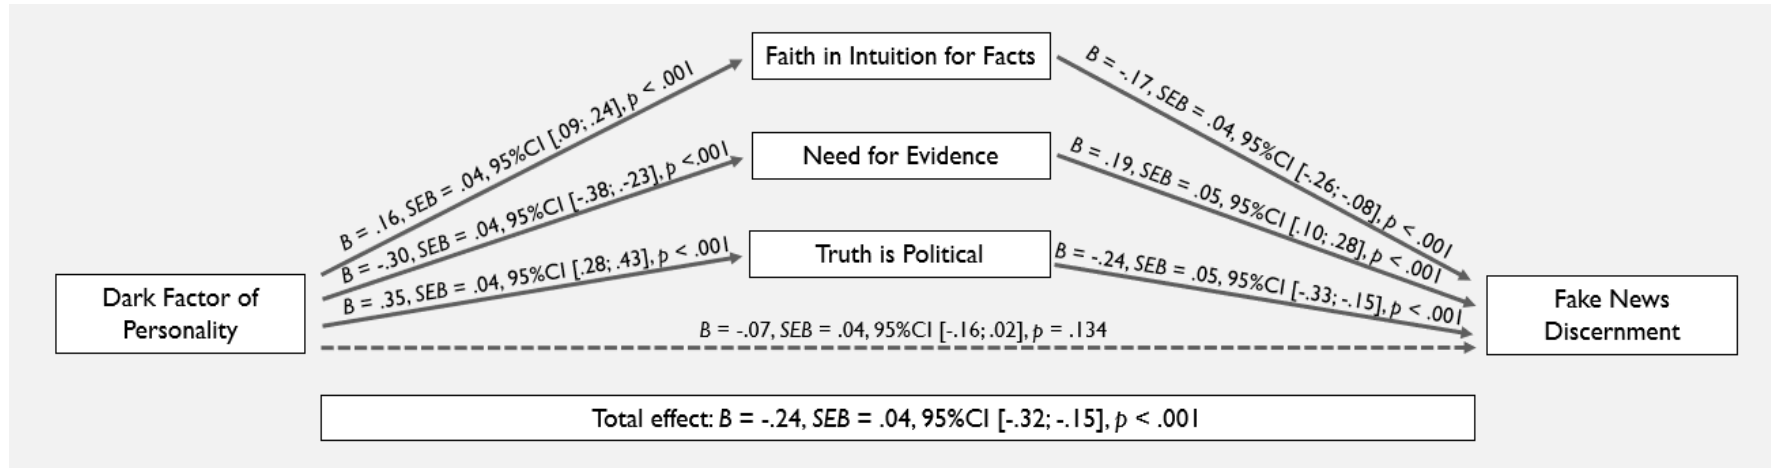 Faith in Intuition for Facts
Need for Evidence
Truth is Political
Dark Factor of
Personality
Fake News
Discernment
B = .16, SEB = .04, 95%CI [.09; .24], p < .001
B = -.30, SEB = .04, 95%CI [-.38; .-23], p <.001
B = .35, SEB = .04, 95%CI [.28; .43], p < .001
B = -.17, SEB = .04, 95%CI [-.26; -.08], p < .001
B = .19, SEB = .05, 95%CI [.10; .28], p < .001
B = -.24, SEB = .05, 95%CI [-.33; -.15], p < .001
B = -.07, SEB = .04, 95%CI [-.16; .02], p = .134
Total effect: B = -.24, SEB = .04, 95%CI [-.32; -.15], p < .001